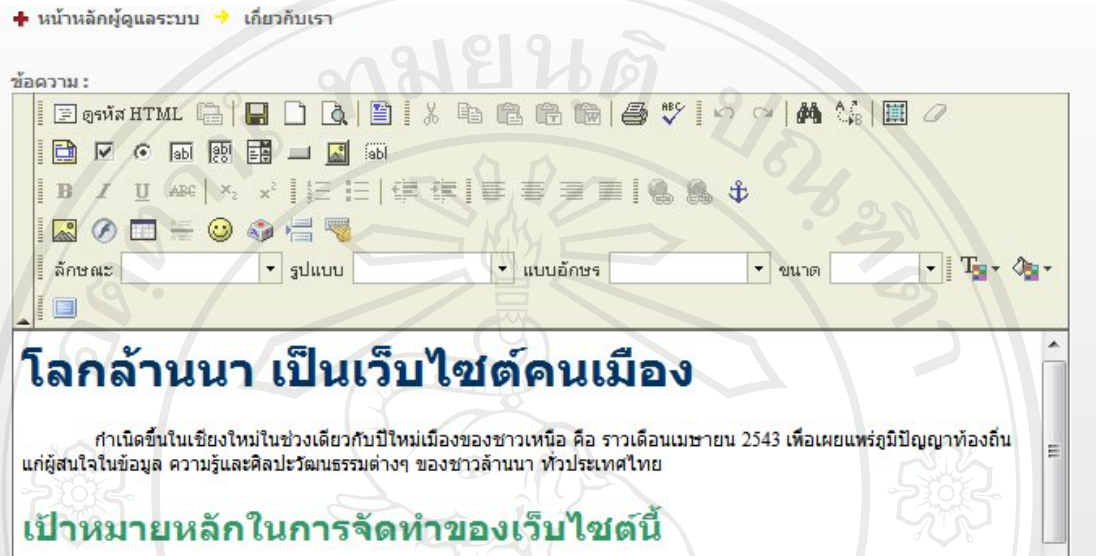 หน้าหลักผู้ดูแลระบบ เกี่ยวกับเรา
ข้อความ :
ดูรหัส HTML
ABC
B I U ABC x₂ x²
ลักษณะ รูปแบบ แบบอักษร ขนาด
โลกล้านนา เป็นเว็บไซต์คนเมือง
กำเนิดขึ้นในเชียงใหม่ในช่วงเดียวกับปีใหม่เมืองของชาวเหนือ คือ ราวเดือนเมษายน 2543 เพื่อเผยแพร่ภูมิปัญญาท้องถิ่น
แก่ผู้สนใจในข้อมูล ความรู้และศิลปะวัฒนธรรมต่างๆ ของชาวล้านนา ทั่วประเทศไทย
เป้าหมายหลักในการจัดทำของเว็บไซต์นี้